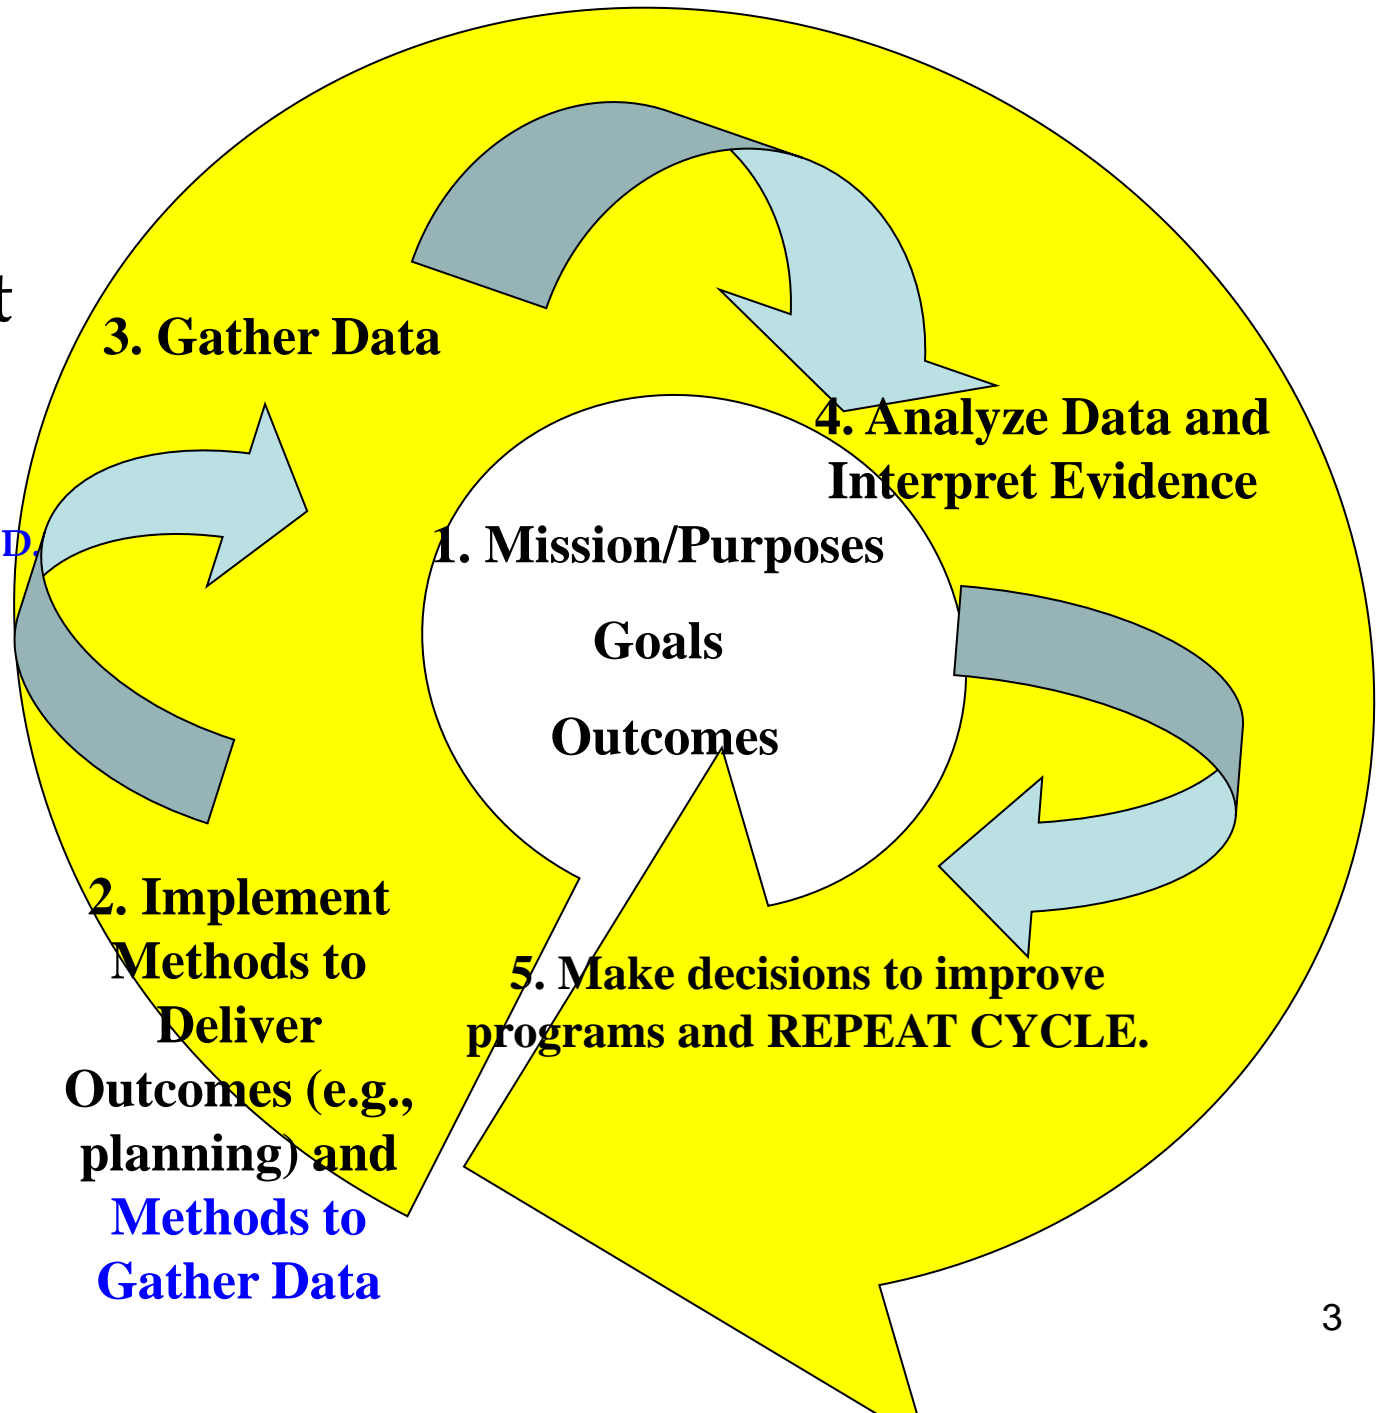 t
3. Gather Data
4. Analyze Data and
Interpret Evidence
D.
1. Mission/Purposes
Goals
Outcomes
2. Implement
Methods to
Deliver
Outcomes (e.g.,
planning) and
Methods to
Gather Data
5. Make decisions to improve
programs and REPEAT CYCLE.
3